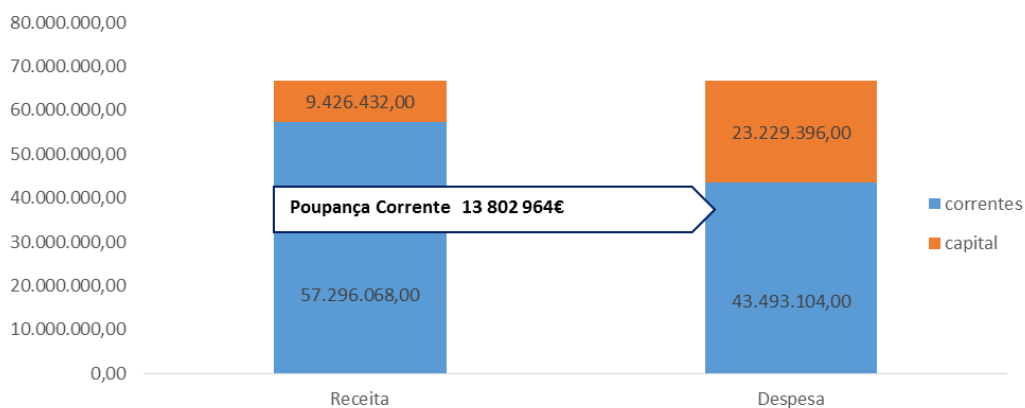 80.000.000,00
70.000.000,00
60.000.000,00
50.000.000,00
40.000.000,00
30.000.000,00
20.000.000,00
10.000.000,00
0,00
9.426.432,00
23.229.396,00
Poupança Corrente 13 802 964€
57.296.068,00
43.493.104,00
Receita
Despesa
correntes
capital